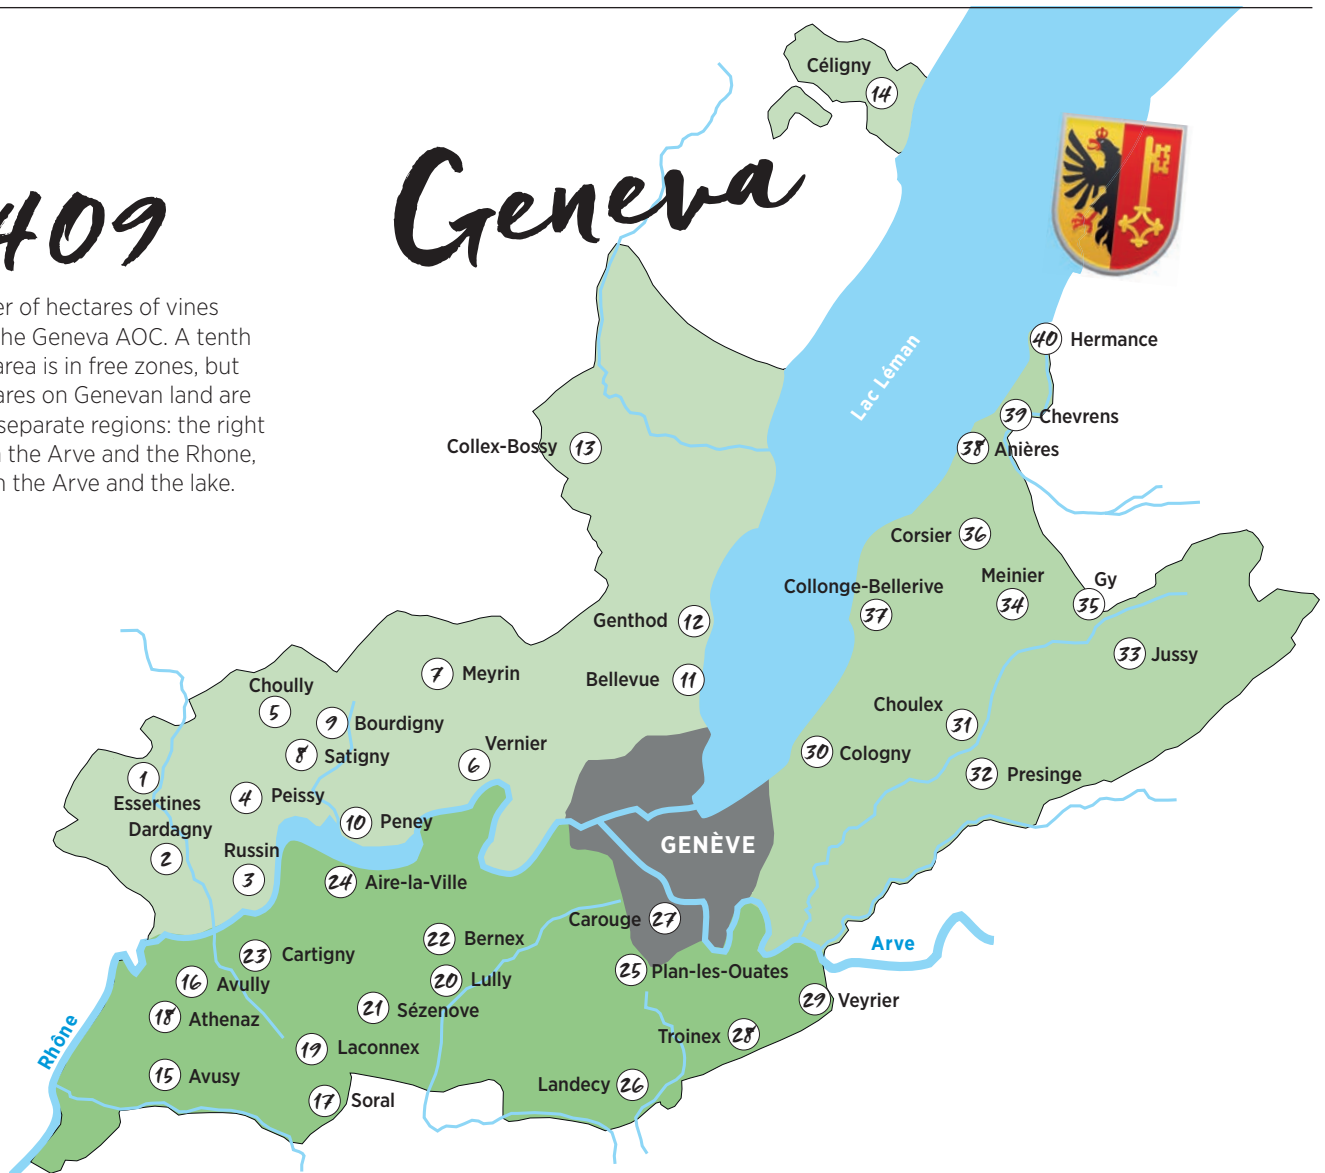 Geneva
409
of hectares of vines
the Geneva AOC. A tenth
area is in free zones, but
on Genevan land are
separate regions: the right
the Arve and the Rhone,
the Arve and the lake.
Céligny
14
Lac Léman
40 Hermance
39 Chevrens
38 Anières
Collex-Bossy 13
Corsier 36
Meinier
34
Gy
35
Collonge-Bellerive
37
Genthod 12
33 Jussy
7 Meyrin
Bellevue 11
Choully
5
9 Bourdigny
Choulex
31
8 Satigny
Vernier
6
30 Cologny
1
Essertines
4 Peissy
32 Presinge
Dardagny
2
10 Peney
GENÈVE
Russin
3
24 Aire-la-Ville
Carouge 27
22 Bernex
Arve
23 Cartigny
16 Avully
20 Lully
25 Plan-les-Ouates
29 Veyrier
21 Sézenove
18 Athenaz
Rhône
Troinex 28
19 Laconnex
15 Avusy
Landecy 26
17 Soral